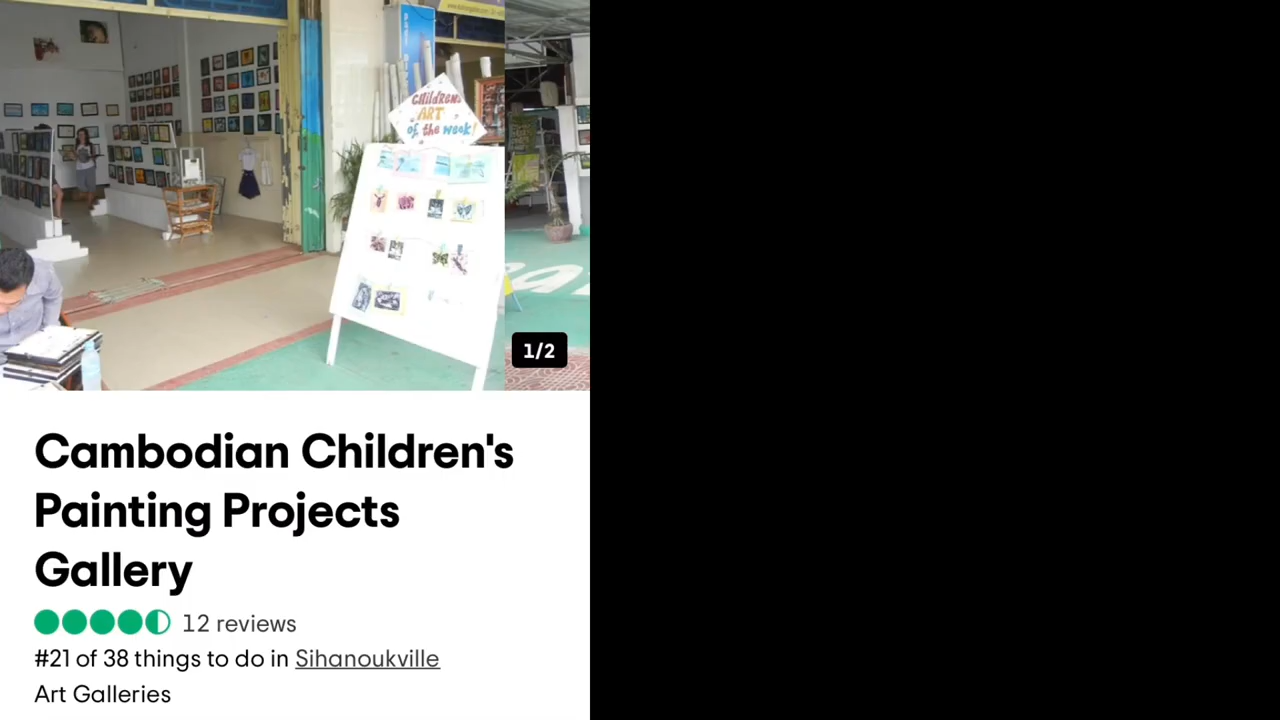 Children
ART
of the week!
1/2
Cambodian Children's
Painting Projects
Gallery
12 reviews
#21 of 38 things to do in Sihanoukville
Art Galleries